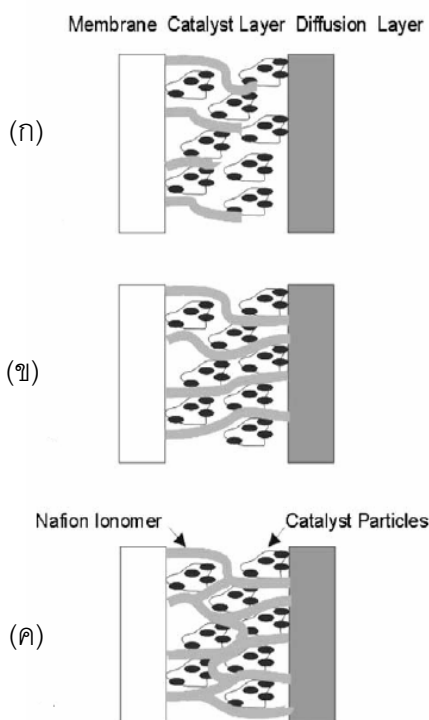 Membrane Catalyst Layer Diffusion Layer
(ก)
(ข)
Nafion Ionomer Catalyst Particles
(ค)